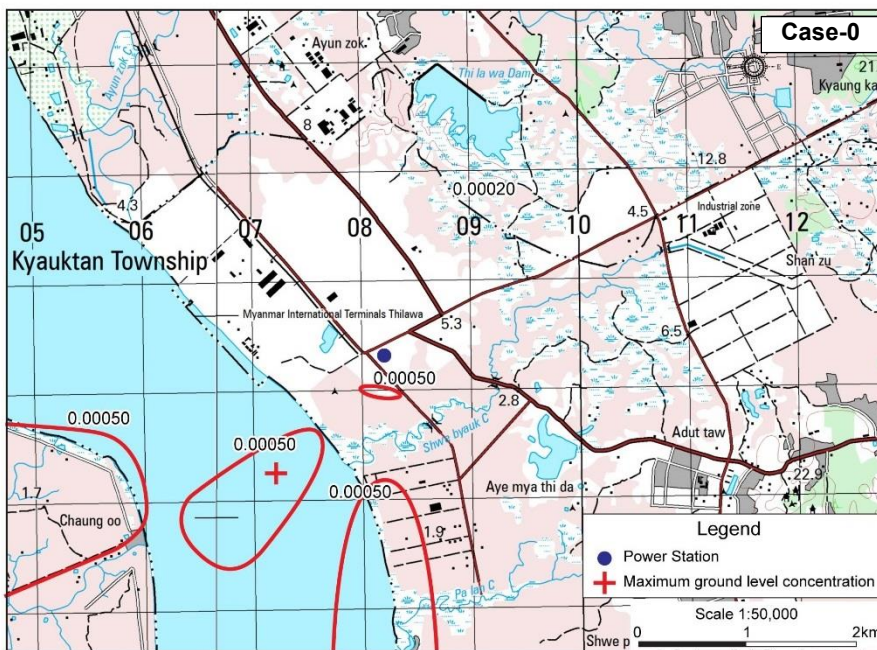 Case-0
Ayun zok
Ayun zok C
Thi la wa Dam
21
Kyaung ka
8
12.8
0.00020
4.3
Industrial zone
4.5
05
06
07
08
09
10
11
12
Kyauktan Township
Shan zu
Myanmar International Terminals Thilawa
5.3
6.5
0.00050
2.8
0.00050
0.00050
Shwe byauk C
Adut taw
0.00050
22.9
1.7
Aye mya thi da
Chaung oo
1.9
Legend
Power Station
Maximum ground level concentration
Pa lan C
Scale 1:50,000
Shwe p
0
1
2km